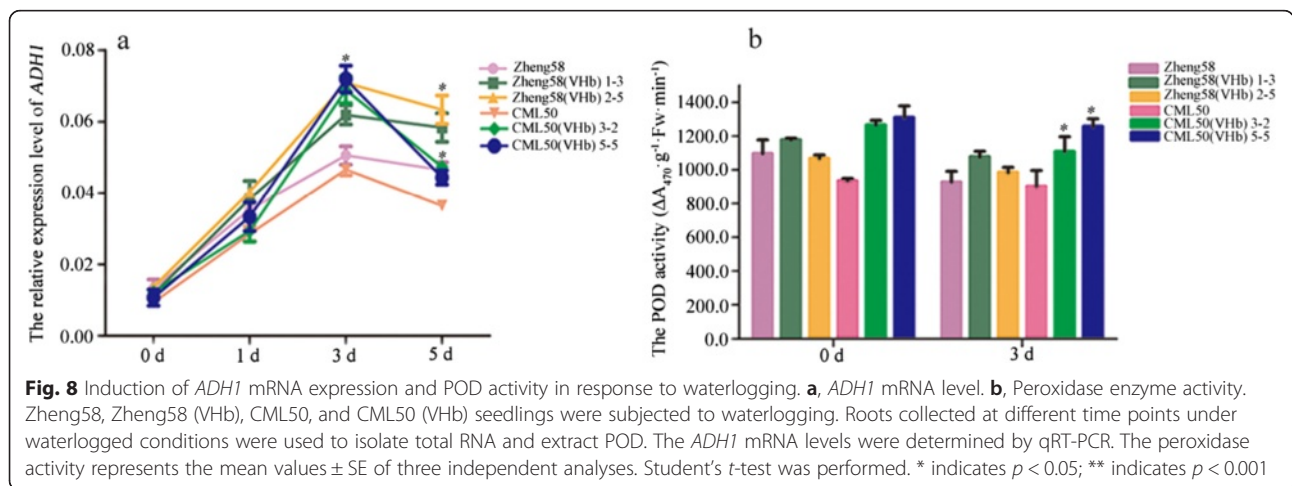 a
The relative expression level of ADH1
0.08
0.06
0.04
0.02
0.00
0 d
1 d
3 d
5 d
*
*
*
Zheng58
Zheng58(VHb) 1-3
Zheng58(VHb) 2-5
CML50
CML50(VHb) 3-2
CML50(VHb) 5-5
b
The POD activity (ΔA470·g-1·Fw·min-1)
1400.0
1200.0
1000.0
800.0
600.0
400.0
200.0
0.0
0 d
3 d
*
*
Zheng58
Zheng58(VHb) 1-3
Zheng58(VHb) 2-5
CML50
CML50(VHb) 3-2
CML50(VHb) 5-5
Fig. 8 Induction of ADH1 mRNA expression and POD activity in response to waterlogging. a, ADH1 mRNA level. b, Peroxidase enzyme activity.
Zheng58, Zheng58 (VHb), CML50, and CML50 (VHb) seedlings were subjected to waterlogging. Roots collected at different time points under
waterlogged conditions were used to isolate total RNA and extract POD. The ADH1 mRNA levels were determined by qRT-PCR. The peroxidase
activity represents the mean values ± SE of three independent analyses. Student's t-test was performed. * indicates p < 0.05; ** indicates p < 0.001